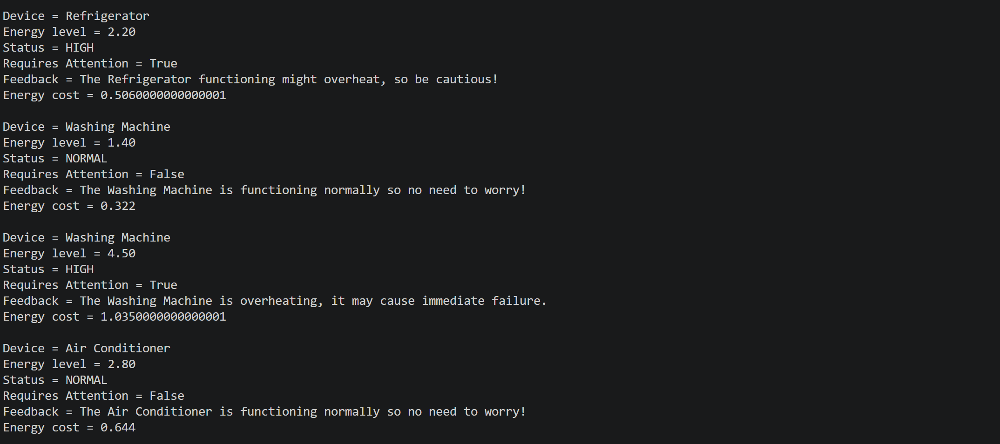 Device = Refrigerator
Energy level = 2.20
Status = HIGH
Requires Attention = True
Feedback = The Refrigerator functioning might overheat, so be cautious!
Energy cost = 0.5060000000000001
Device = Washing Machine
Energy level = 1.40
Status = NORMAL
Requires Attention = False
Feedback = The Washing Machine is functioning normally so no need to worry!
Energy cost = 0.322
Device = Washing Machine
Energy level = 4.50
Status = HIGH
Requires Attention = True
Feedback = The Washing Machine is overheating, it may cause immediate failure.
Energy cost = 1.0350000000000001
Device = Air Conditioner
Energy level = 2.80
Status = NORMAL
Requires Attention = False
Feedback = The Air Conditioner is functioning normally so no need to worry!
Energy cost = 0.644